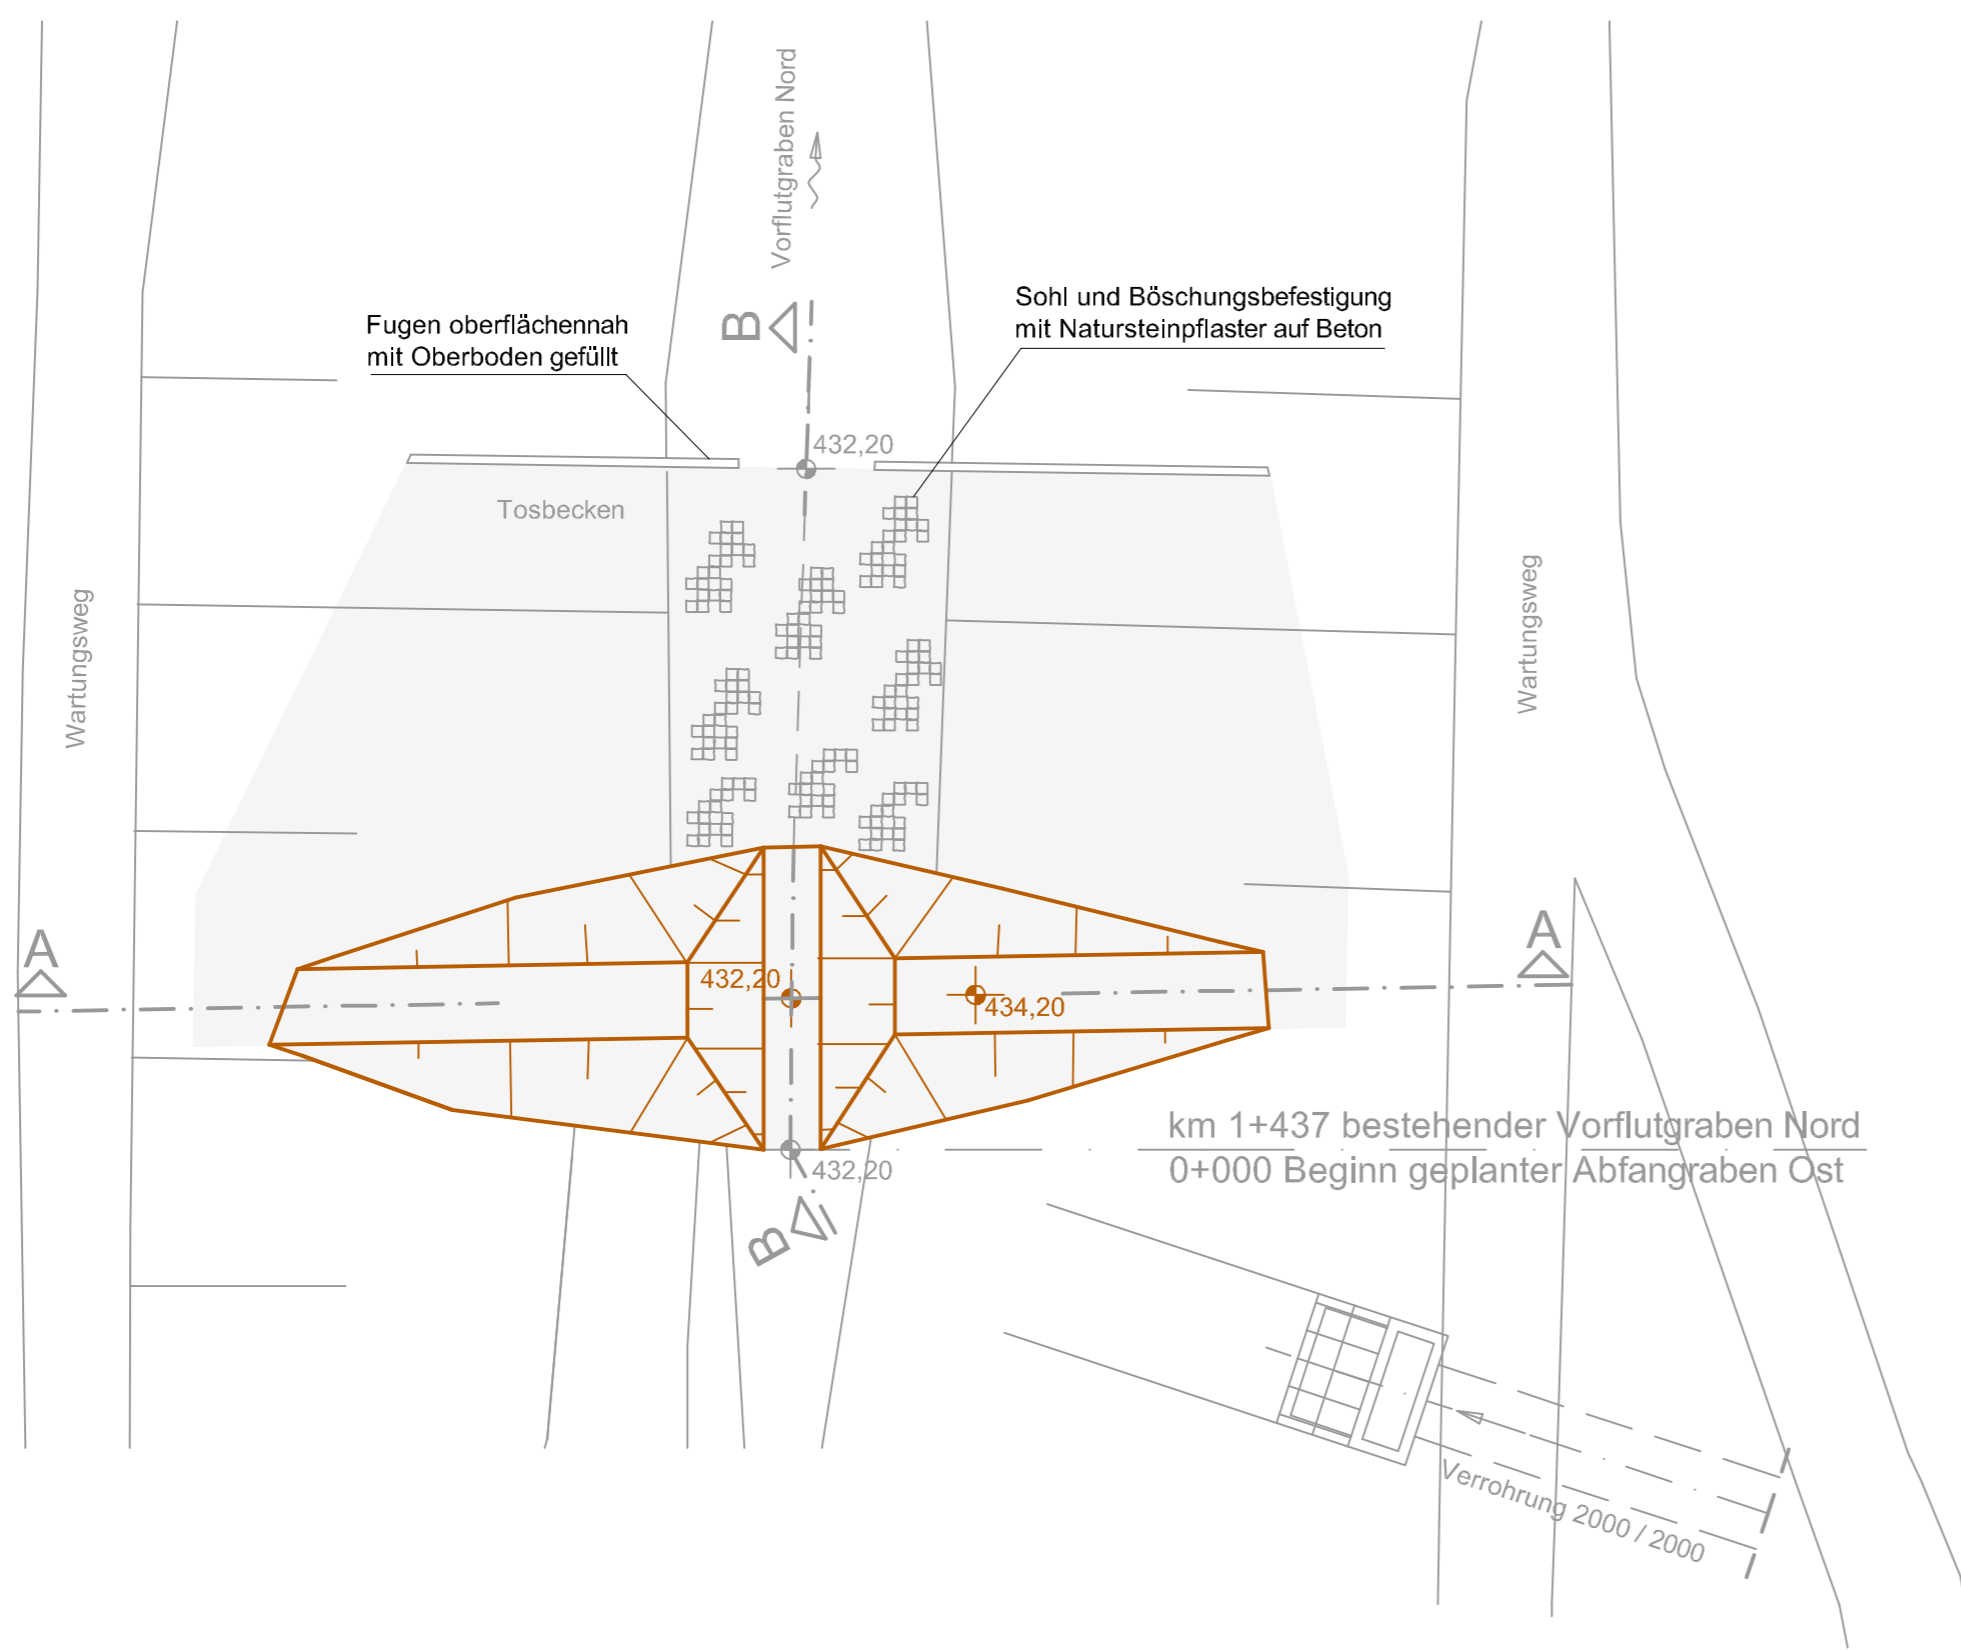 Vorflutgraben Nord
Sohl und Böschungsbefestigung
mit Natursteinpflaster auf Beton
Fugen oberflächennah
mit Oberboden gefüllt
B
432,20
Tosbecken
Wartungsweg
Wartungsweg
A
A
432,20
434,20
km 1+437 bestehender Vorflutgraben Nord
0+000 Beginn geplanter Abfangraben Ost
432,20
B
Verrohrung 2000 / 2000